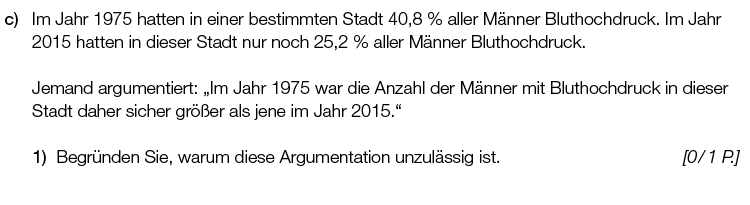 c) Im Jahr 1975 hatten in einer bestimmten Stadt 40,8 % aller Männer Bluthochdruck. Im Jahr
2015 hatten in dieser Stadt nur noch 25,2 % aller Männer Bluthochdruck.
Jemand argumentiert: „Im Jahr 1975 war die Anzahl der Männer mit Bluthochdruck in dieser
Stadt daher sicher größer als jene im Jahr 2015.“
1) Begründen Sie, warum diese Argumentation unzulässig ist. [0/1 P.]